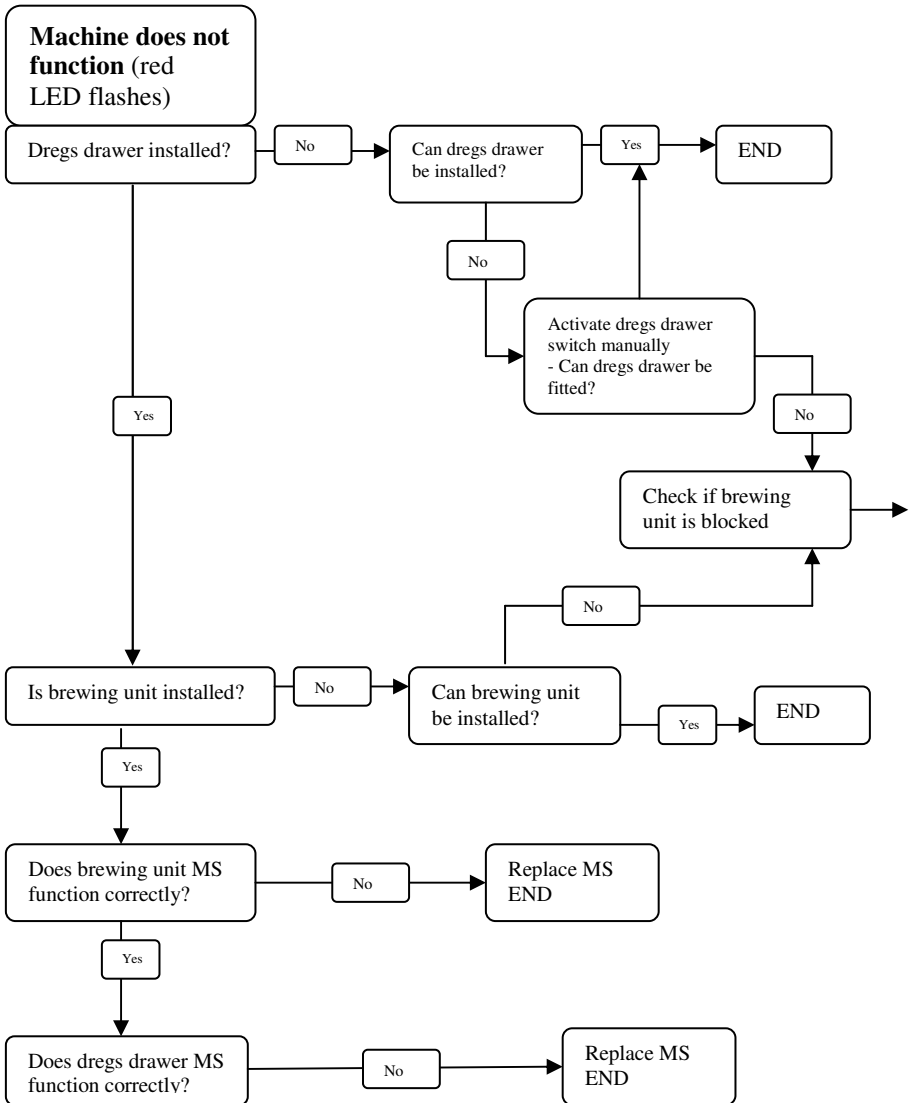 Machine does not
function (red
LED flashes)
Dregs drawer installed?
No
Can dregs drawer
be installed?
Yes
END
No
Activate dregs drawer
switch manually
- Can dregs drawer be
fitted?
No
Yes
Check if brewing
unit is blocked
No
Is brewing unit installed?
No
Can brewing unit
be installed?
Yes
END
Yes
Does brewing unit MS
function correctly?
No
Replace MS
END
Yes
Does dregs drawer MS
function correctly?
No
Replace MS
END